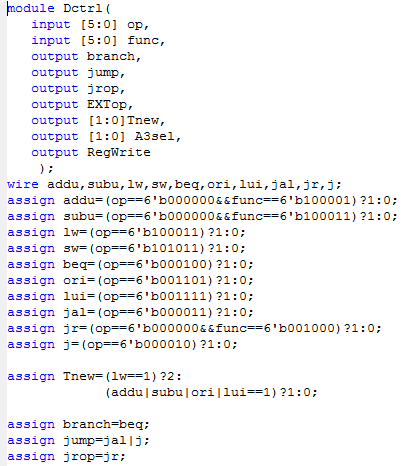 module Dctrl(
input [5:0] op,
input [5:0] func,
output branch,
output jump,
output jrop,
output EXTop,
output [1:0]Tnew,
output [1:0] A3sel,
output RegWrite
);
wire addu,subu,lw,sw,beq,ori,lui,jal,jr,j;
assign addu=(op==6'b000000&&func==6'b100001)?1:0;
assign subu=(op==6'b000000&&func==6'b100011)?1:0;
assign lw=(op==6'b100011)?1:0;
assign sw=(op==6'b101011)?1:0;
assign beq=(op==6'b000100)?1:0;
assign ori=(op==6'b001101)?1:0;
assign lui=(op==6'b001111)?1:0;
assign jal=(op==6'b000011)?1:0;
assign jr=(op==6'b000000&&func==6'b001000)?1:0;
assign j=(op==6'b000010)?1:0;
assign Tnew=(lw==1)?2:
(addu|subu|ori|lui==1)?1:0;
assign branch=beq;
assign jump=jal|j;
assign jrop=jr;